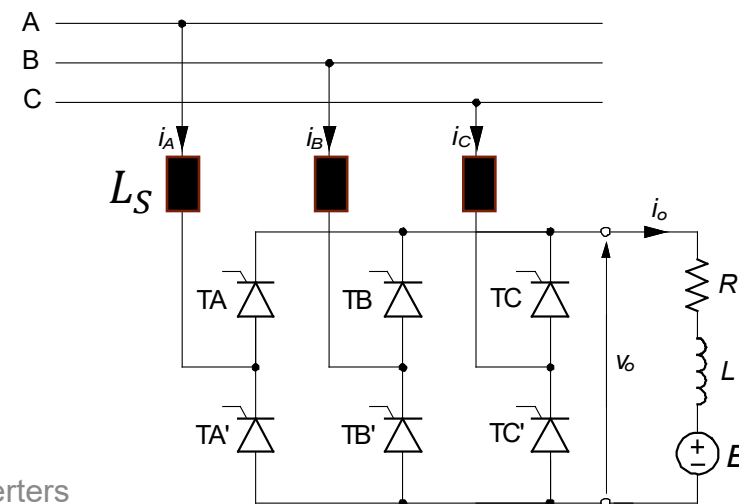 A
B
C
iA iB iC
LS
io
TA TB TC R
vo L
TA' TB' TC' E
erters